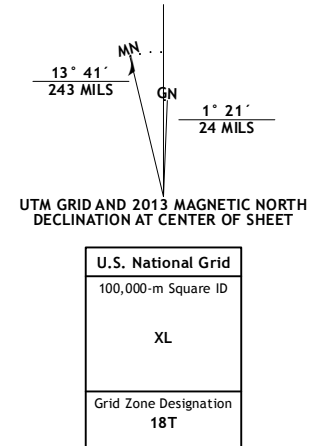 MN
13° 41´
243 MILS
GN
1° 21´
24 MILS
UTM GRID AND 2013 MAGNETIC NORTH
DECLINATION AT CENTER OF SHEET
U.S. National Grid
100,000-m Square ID
XL
Grid Zone Designation
18T